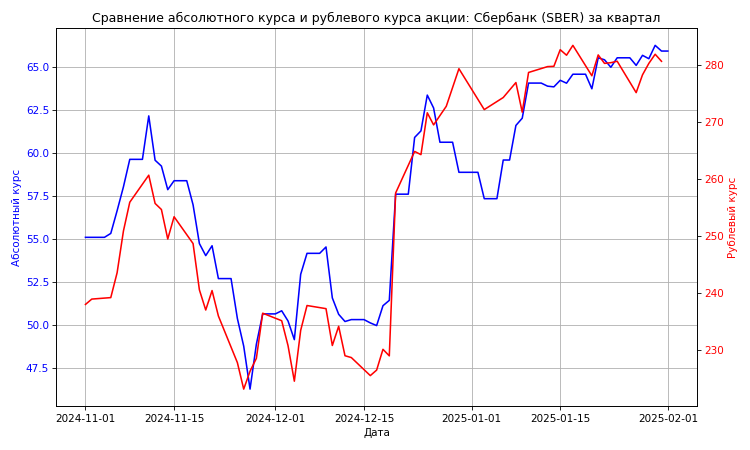 Сравнение абсолютного курса и рублевого курса акции: Сбербанк (SBER) за квартал
Абсолютный курс
65.0
62.5
60.0
57.5
55.0
52.5
50.0
47.5
280
270
260
250
240
230
Рублевый курс
2024-11-01 2024-11-15 2024-12-01 2024-12-15 2025-01-01 2025-01-15 2025-02-01
Дата